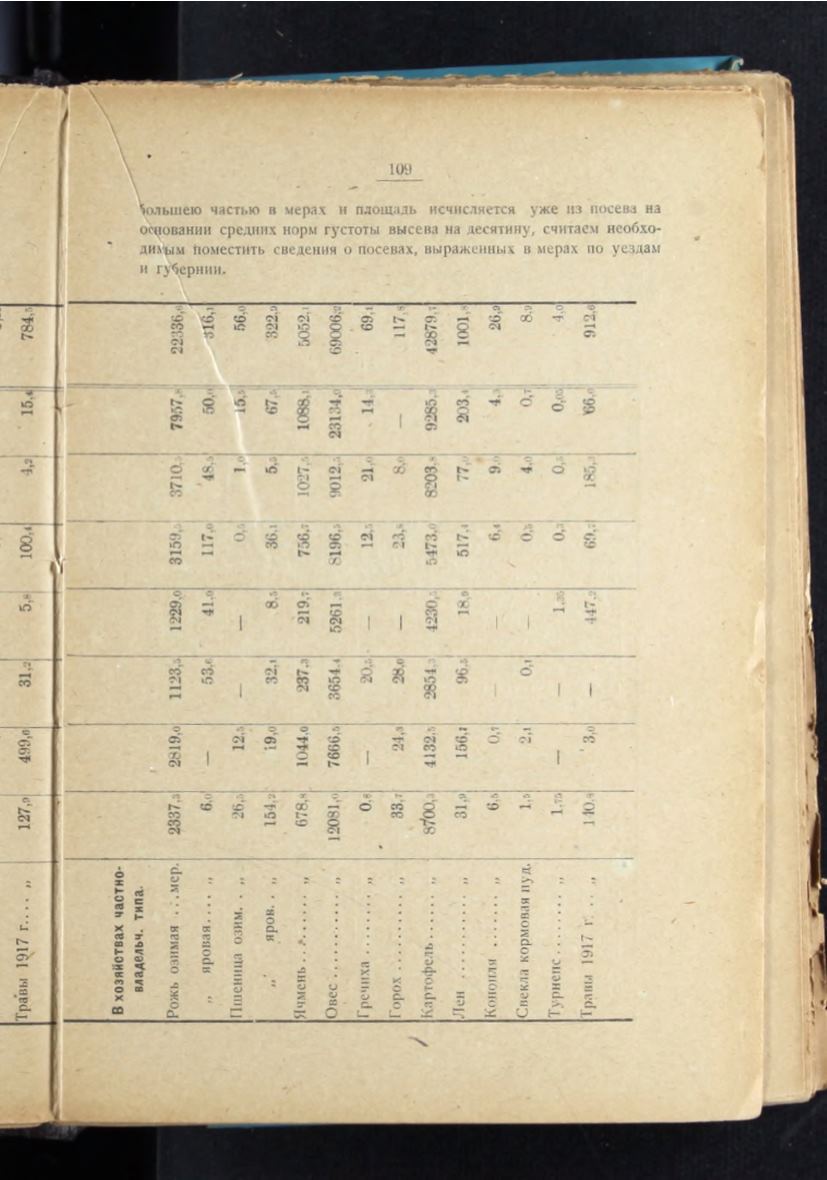 109
большею частью в мерах и площадь исчисляется уже из посева на
основании средних норм густоты высева на десятину, считаем необхо-
димым поместить сведения о посевах, выраженных в мерах по уездам
и губернии.
Травы 1917 г. . . . „ 127,9 499,6 31,2 5,8 100,4 4,2 15,4 784,5
В хозяйствах частно-
владельч. типа.
Рожь озимая . . . мер. 2337,3 2819,0 1123,5 1229,0 3159,5 3710,5 7957,8 22336,6
„ яровая . . . . „ 6,0 — 53,6 41,0 117,0 48,5 50,0 316,1
Пшеница озим. . . „ 26,5 12,5 — — 0,5 1,0 15,5 56,0
„ яров. . . „ 154,2 19,0 32,1 8,5 36,1 5,5 67,5 322,9
Ячмень . . . . . . . . „ 678,8 1044,0 237,3 219,7 756,7 1027,5 1088,1 5052,1
Овес . . . . . . . . . . „ 12081,0 7666,5 3654,4 5261,3 8196,5 9012,5 23134,0 69006,2
Гречиха . . . . . . . . „ 0,8 — 20,5 — 12,5 21,0 14,3 69,1
Горох . . . . . . . . . „ 33,7 24,3 28,0 — 23,8 8,0 — 117,8
Картофель . . . . . . „ 8700,3 4132,5 2854,3 4230,5 5473,0 8203,8 9285,3 42879,7
Лен . . . . . . . . . . „ 31,9 156,1 96,5 18,9 517,4 77,0 203,4 1001,8
Конопля . . . . . . . „ 6,5 0,7 — — 6,4 9,0 4,3 26,9
Свекла кормовая пуд. 1,5 2,1 0,1 — 0,5 4,0 0,7 8,9
Турнепс . . . . . . . . „ 1,75 — — 1,35 0,3 0,5 0,05 4,0
Травы 1917 г. . . . „ 140,8 3,0 — 447,2 69,7 185,3 66,0 912,6